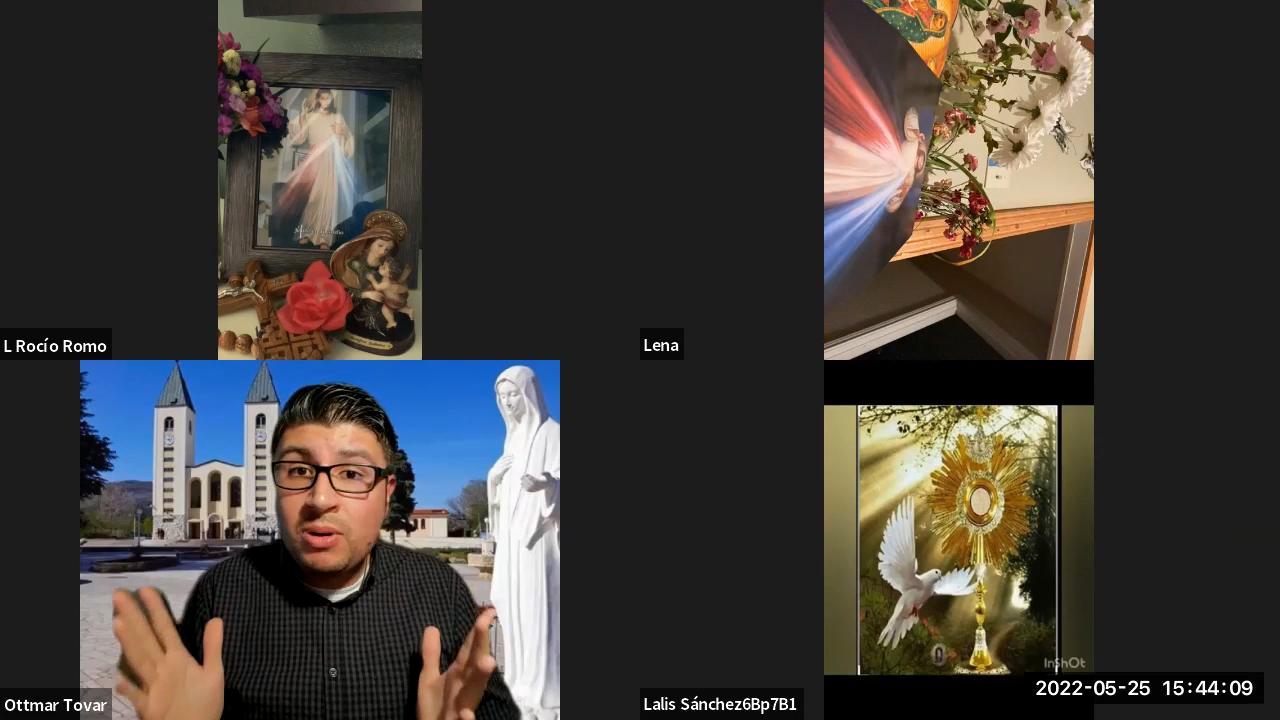 L Rocío Romo
Lena
Ottmar Tovar
Lalis Sánchez6Bp7B1
InShOt
2022-05-25 15:44:09